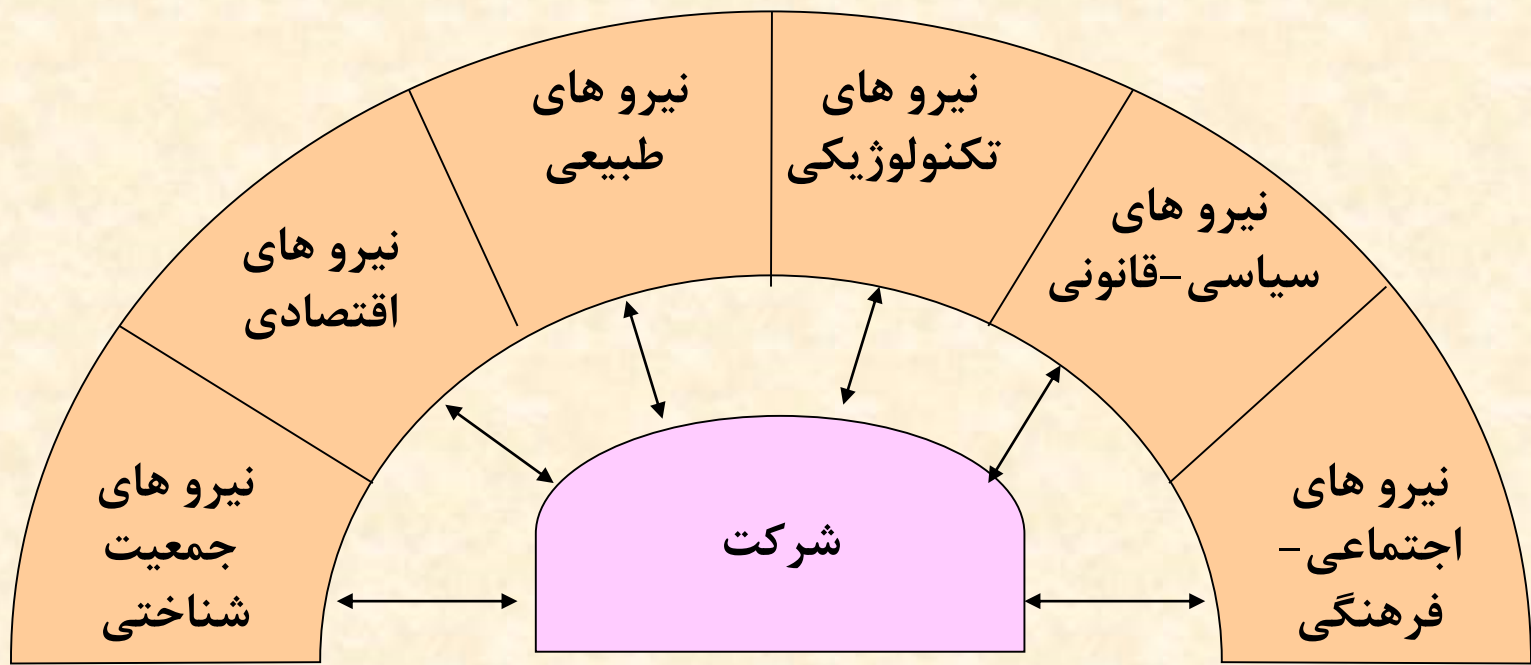 نیرو های
تکنولوژیکی
نیرو های
طبیعی
نیرو های
سیاسی-قانونی
نیرو های
اقتصادی
نیرو های
اجتماعی-
فرهنگی
نیرو های
جمعیت
شناختی
شرکت